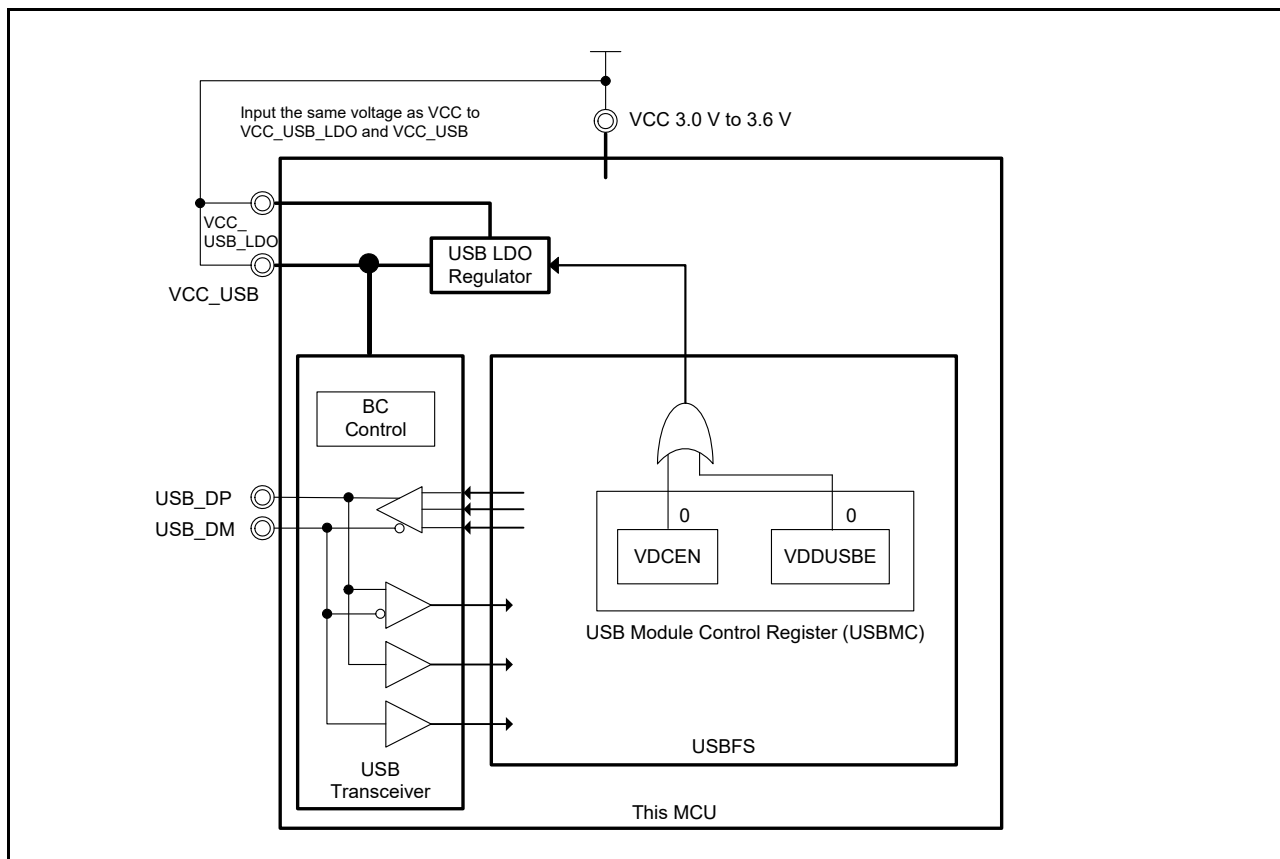 Input the same voltage as VCC to
VCC_USB_LDO and VCC_USB
VCC 3.0 V to 3.6 V
VCC_
USB_LDO
USB LDO
Regulator
VCC_USB
BC
Control
USB_DP
USB_DM
0
0
VDCEN
VDDUSBE
USB Module Control Register (USBMC)
USBFS
USB
Transceiver
This MCU